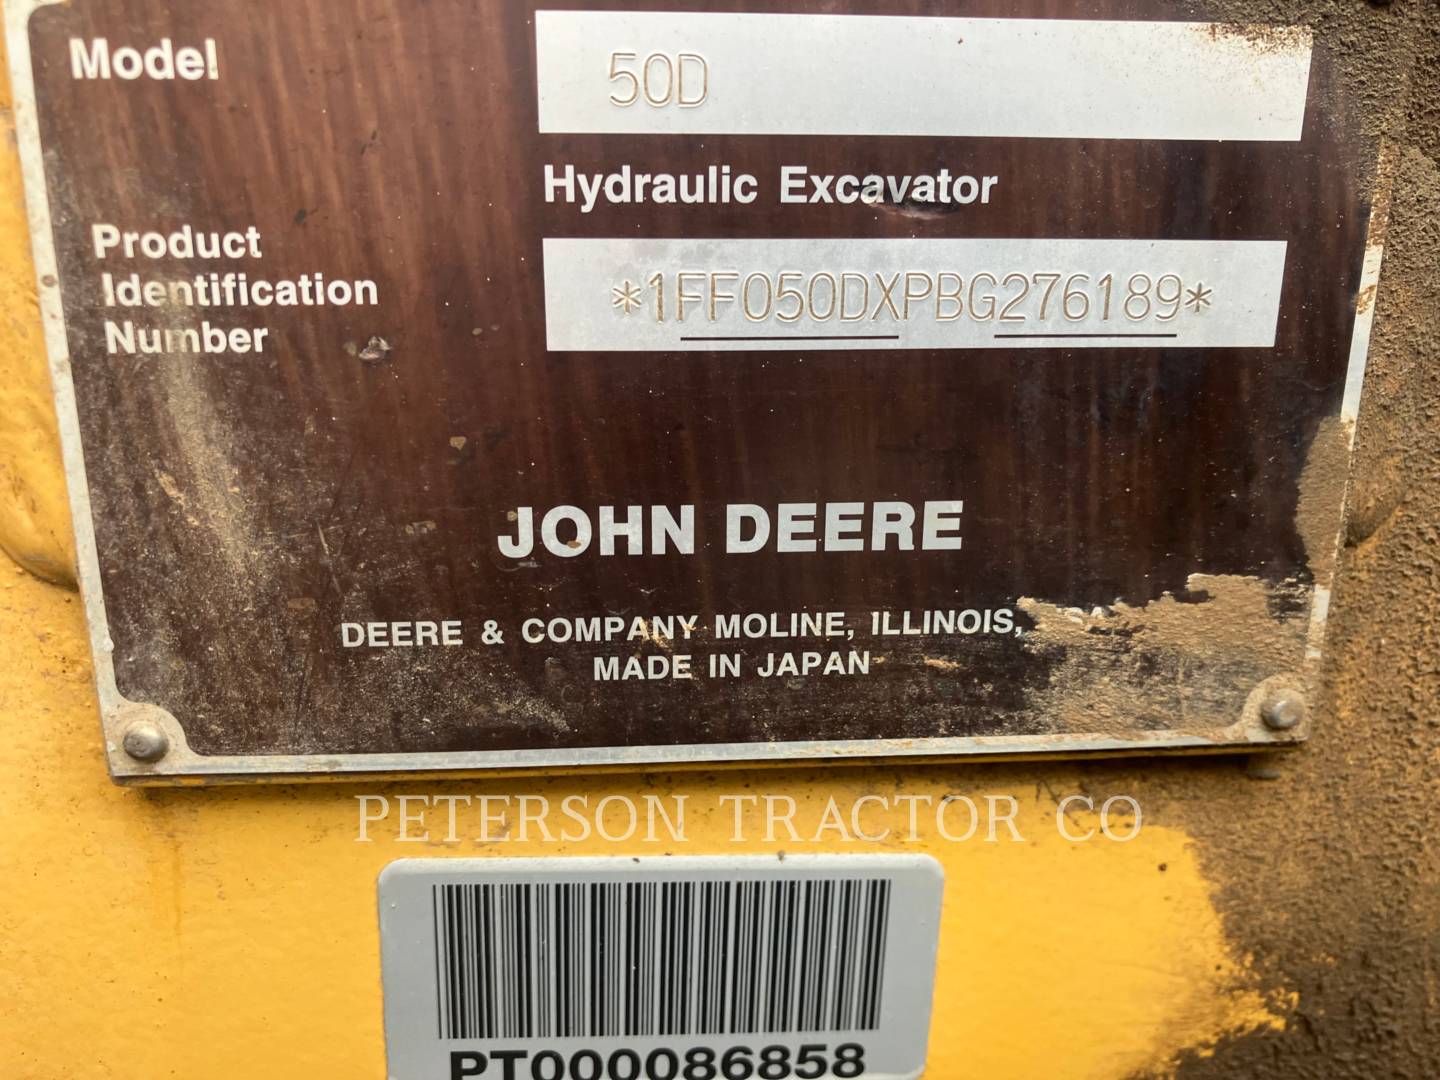 Model
50D
Hydraulic Excavator
Product
Identification
Number
*1FF050DXPBG276189*
JOHN DEERE
DEERE & COMPANY MOLINE, ILLINOIS,
MADE IN JAPAN
PETERSON TRACTOR CO
PT000086858